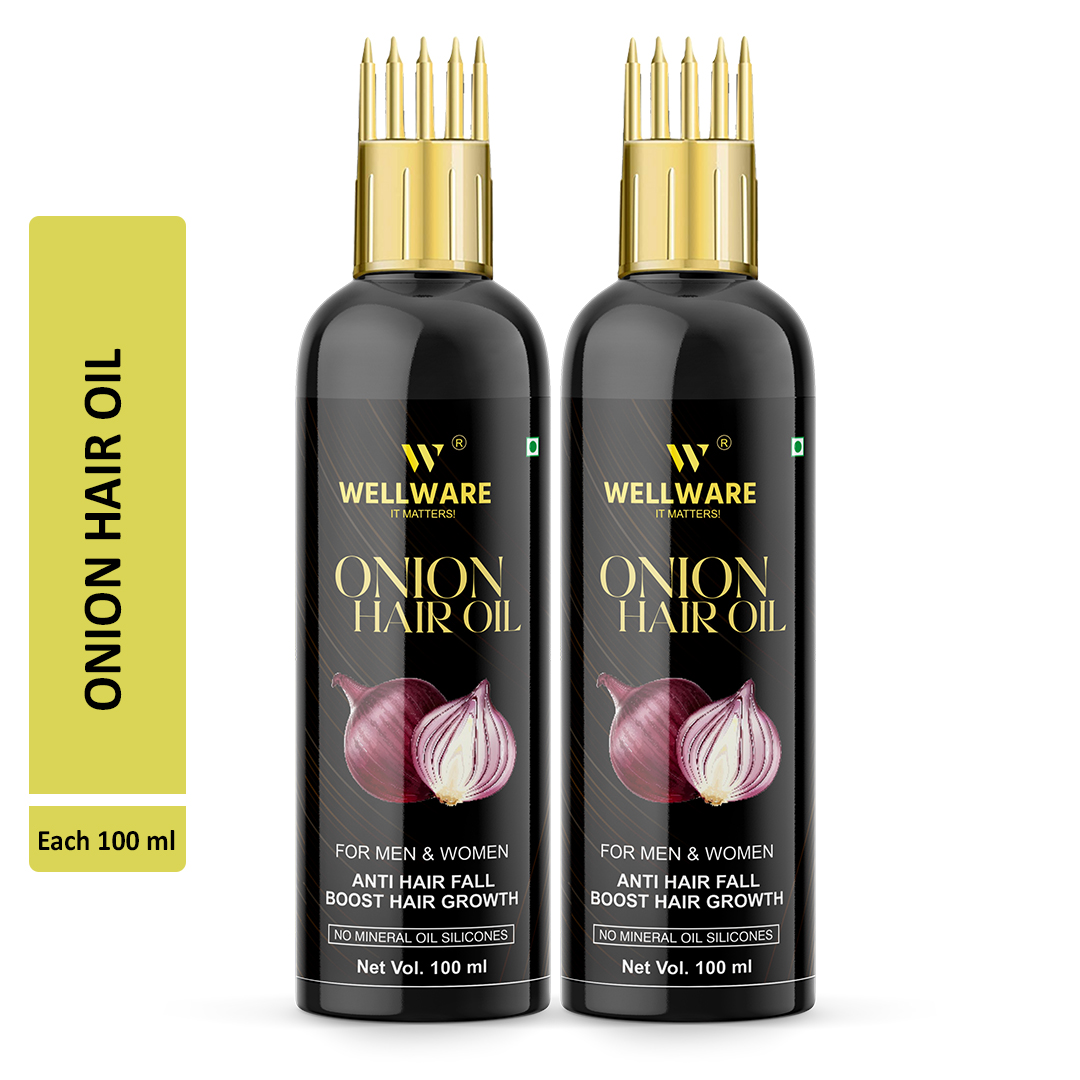 ONION HAIR OIL
Each 100 ml
W®
WELLWARE
IT MATTERS!
ONION
HAIR OIL
FOR MEN & WOMEN
ANTI HAIR FALL
BOOST HAIR GROWTH
NO MINERAL OIL SILICONES
Net Vol. 100 ml
W®
WELLWARE
IT MATTERS!
ONION
HAIR OIL
FOR MEN & WOMEN
ANTI HAIR FALL
BOOST HAIR GROWTH
NO MINERAL OIL SILICONES
Net Vol. 100 ml